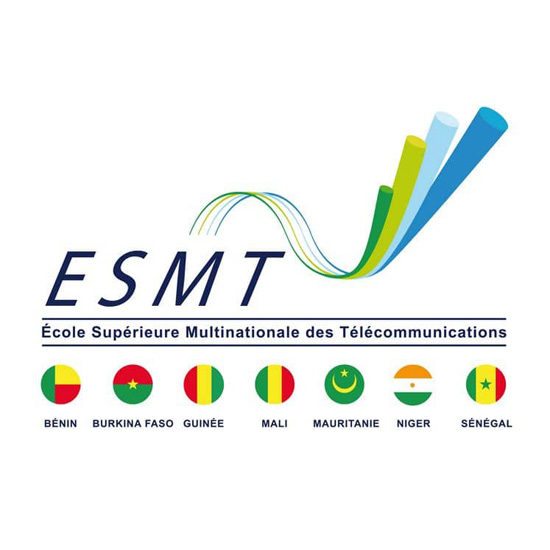 ESMT
École Supérieure Multinationale des Télécommunications
BÉNIN BURKINA FASO GUINÉE MALI MAURITANIE NIGER SÉNÉGAL